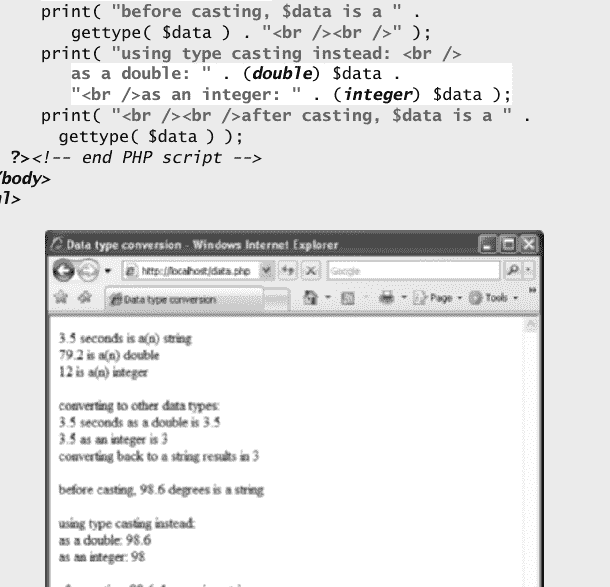 print( "before casting, $data is a " .
gettype( $data ) . "<br /><br />" );
print( "using type casting instead: <br />
as a double: " . (double) $data .
"<br />as an integer: " . (integer) $data );
print( "<br /><br />after casting, $data is a " .
gettype( $data ) );
?><!-- end PHP script -->
/body>
Data type conversion - Windows Internet Explorer
http://localhost/data.php
Google
Data type conversion
Page
Tools
»
3.5 seconds is a(n) string
79.2 is a(n) double
12 is a(n) integer
converting to other data types:
3.5 seconds as a double is 3.5
3.5 as an integer is 3
converting back to a string results in 3
before casting, 98.6 degrees is a string
using type casting instead:
as a double: 98.6
as an integer: 98